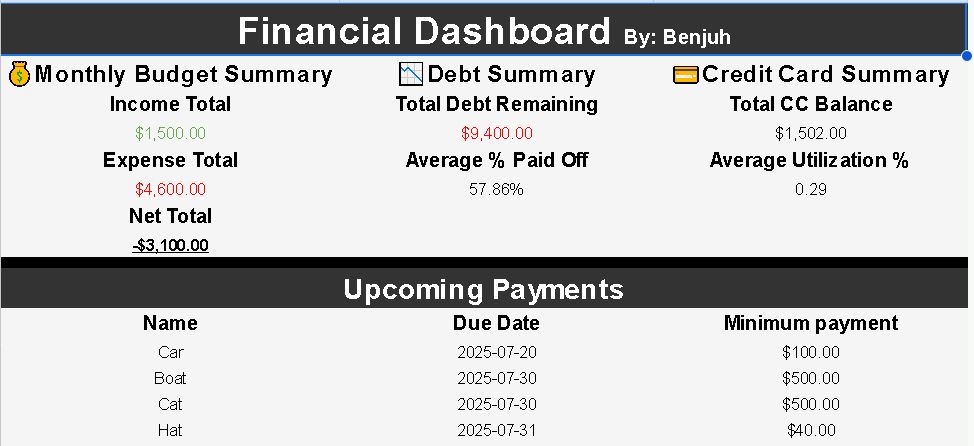 Financial Dashboard By: Benjuh
Monthly Budget Summary Debt Summary Credit Card Summary
Income Total Total Debt Remaining Total CC Balance
$1,500.00 $9,400.00 $1,502.00
Expense Total Average % Paid Off Average Utilization %
$4,600.00 57.86% 0.29
Net Total
-$3,100.00
Upcoming Payments
Name Due Date Minimum payment
Car 2025-07-20 $100.00
Boat 2025-07-30 $500.00
Cat 2025-07-30 $500.00
Hat 2025-07-31 $40.00